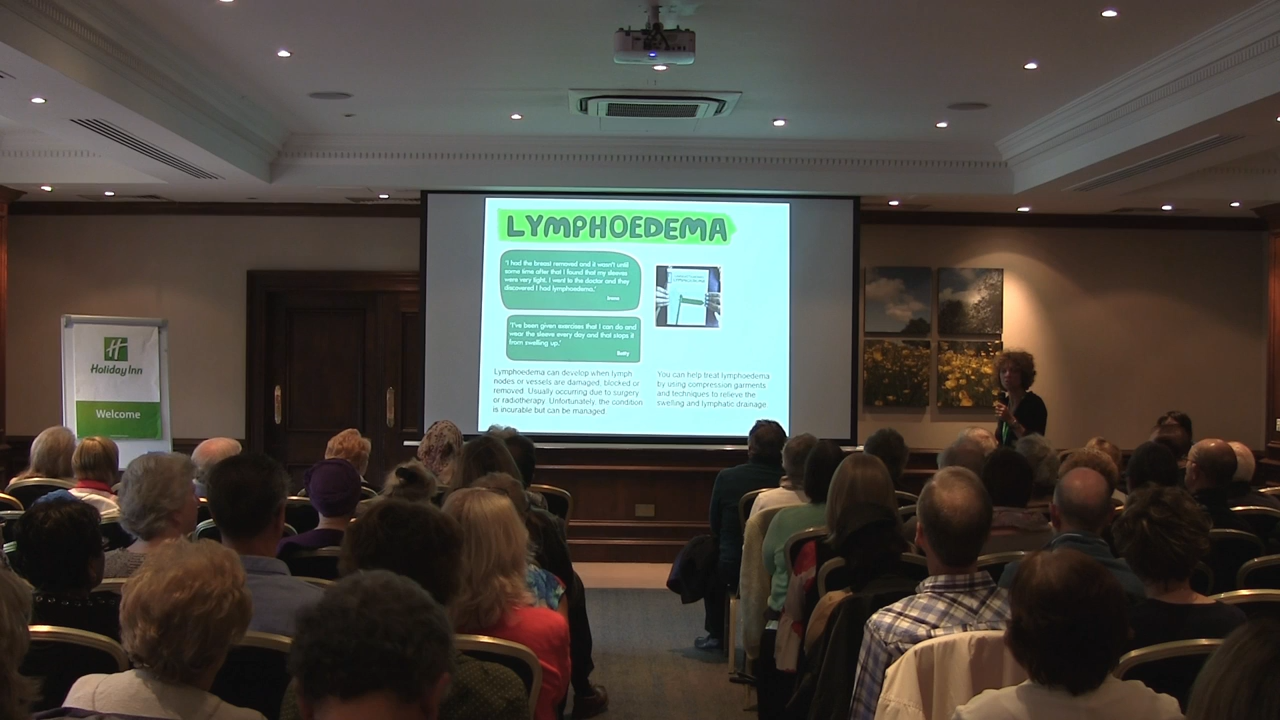 LYMPHOEDEMA
'I had the breast removed and it wasn't until
some time after that I found that my sleeves
were very tight. I went to the doctor and they
discovered I had lymphoedema.'
Irene
'I've been given exercises that I can do and
wear the sleeve every day and that stops it
from swelling up.'
Betty
Lymphoedema can develop when lymph
nodes or vessels are damaged, blocked or
removed. Usually occuring due to surgery
or radiotherapy. Unfortunately, the condition
is incurable but can be managed
You can help treat lymphoedema
by using compression garments
and techniques to relieve the
swelling and lymphatic drainage.
H
Holiday Inn
Welcome